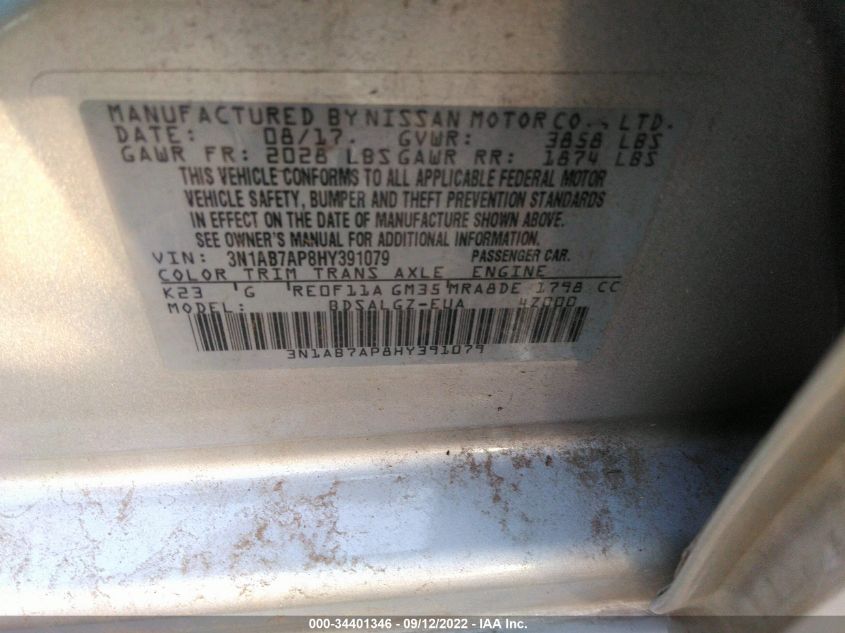 MANUFACTURED BY NISSAN MOTOR CO., LTD.
DATE: 08/17. GVWR: 3858 LBS
GAWR FR: 2028 LBS GAWR RR: 1874 LBS
THIS VEHICLE CONFORMS TO ALL APPLICABLE FEDERAL MOTOR
VEHICLE SAFETY, BUMPER AND THEFT PREVENTION STANDARDS
IN EFFECT ON THE DATE OF MANUFACTURE SHOWN ABOVE.
SEE OWNER'S MANUAL FOR ADDITIONAL INFORMATION.
VIN: 3N1AB7AP8HY391079 PASSENGER CAR.
COLOR TRIM TRANS AXLE ENGINE
K23 G RE0F11A GM35 MRA8DE 1798 CC
MODEL: BDSALGZ-EUA 4Z000
3N1AB7AP8HY391079
000-34401346 - 09/12/2022 - IAA Inc.